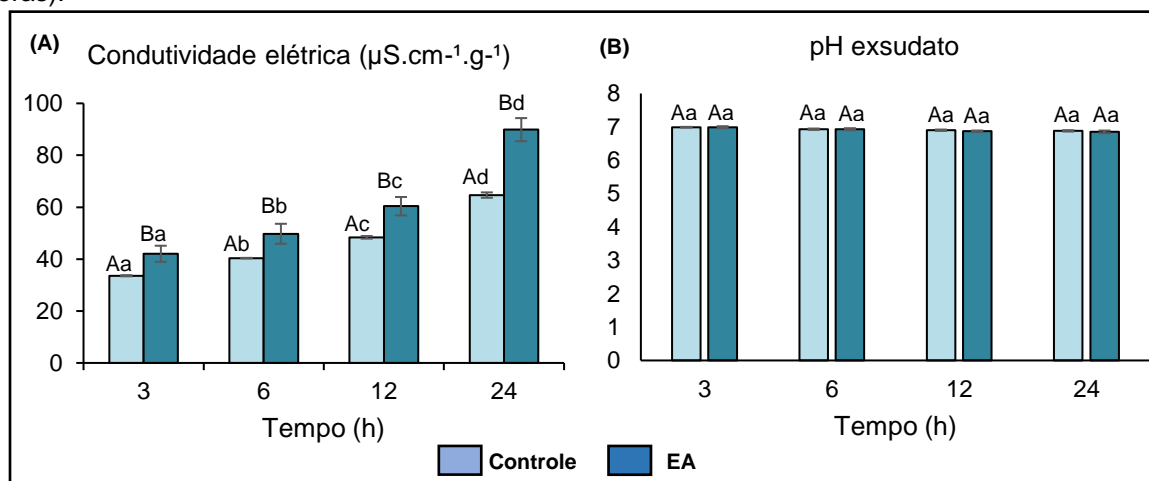 oras).
(A)
Condutividade elétrica (µS.cm-¹.g-¹)
100
80
60
40
20
0
Aa
Ba
Ab
Bb
Ac
Bc
Ad
Bd
3
6
12
24
Tempo (h)
(B)
pH exsudato
8
7
6
5
4
3
2
1
0
Aa Aa
Aa Aa
Aa Aa
Aa Aa
3
6
12
24
Tempo (h)
Controle
EA